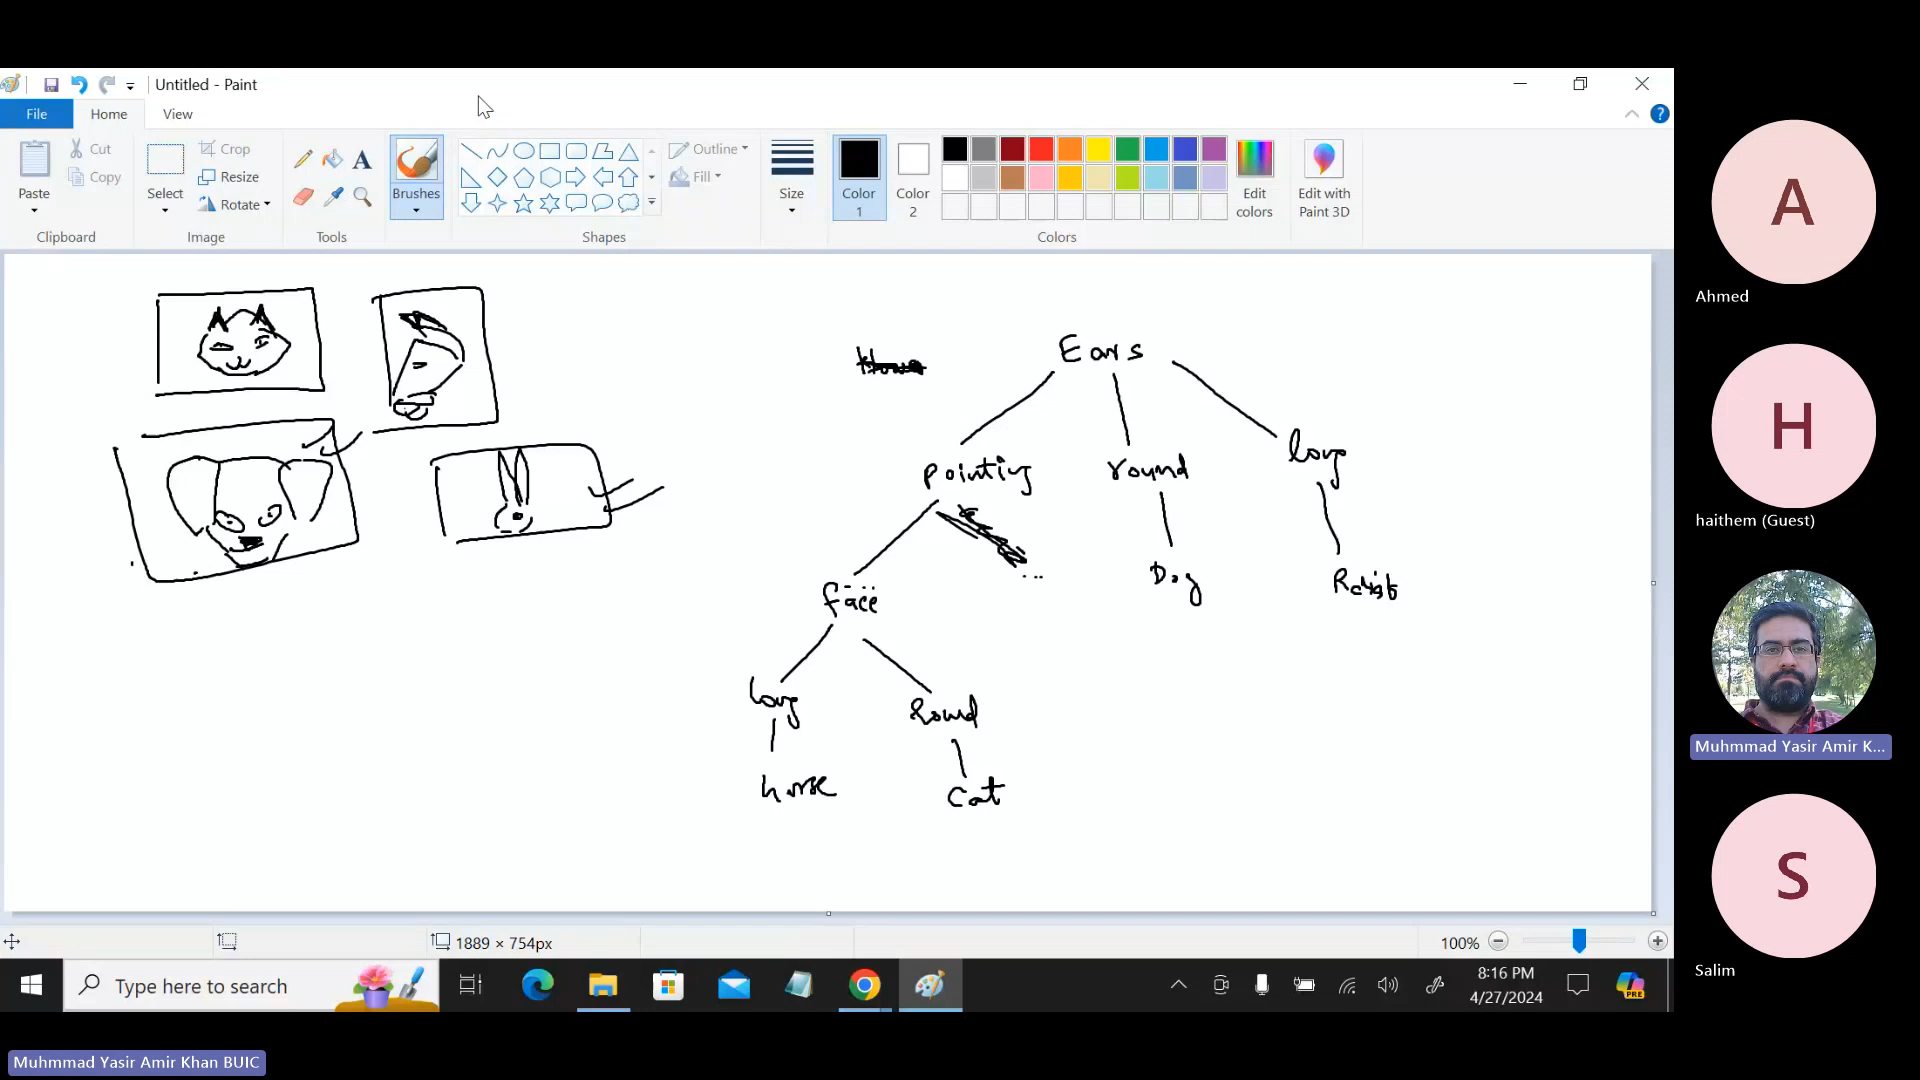 Untitled - Paint
File
Home
View
Paste
Cut
Copy
Clipboard
Select
Crop
Resize
Rotate
Image
Tools
Brushes
Shapes
Outline
Fill
Size
Color 1
Color 2
Colors
Edit colors
Edit with Paint 3D
Ears
pointing
round
long
face
Dog
long
Round
horse
Cat
1889 × 754px
100%
Type here to search
8:16 PM
4/27/2024
PRE
A
Ahmed
H
haithem (Guest)
Muhmmad Yasir Amir K...
S
Salim
Muhmmad Yasir Amir Khan BUIC